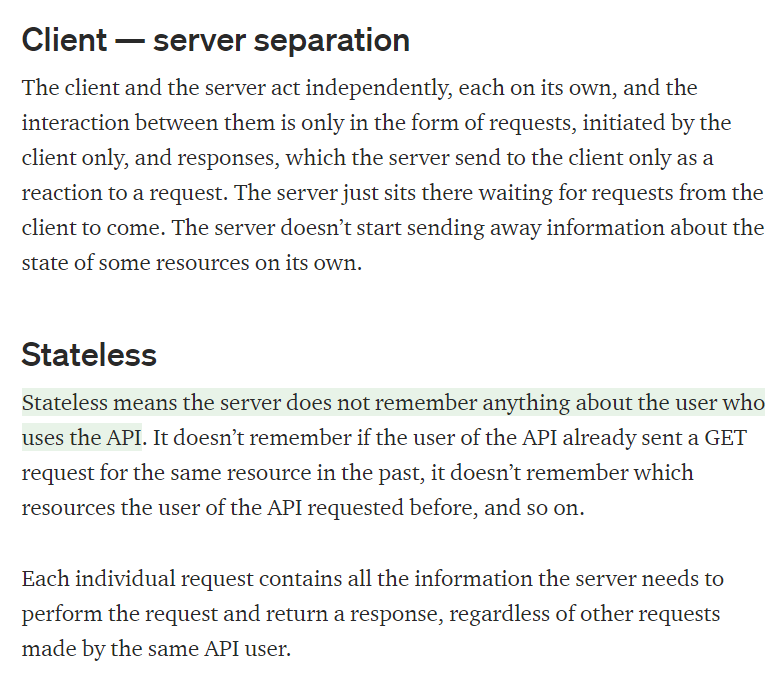 Client — server separation
The client and the server act independently, each on its own, and the
interaction between them is only in the form of requests, initiated by the
client only, and responses, which the server send to the client only as a
reaction to a request. The server just sits there waiting for requests from the
client to come. The server doesn’t start sending away information about the
state of some resources on its own.
Stateless
Stateless means the server does not remember anything about the user who
uses the API. It doesn’t remember if the user of the API already sent a GET
request for the same resource in the past, it doesn’t remember which
resources the user of the API requested before, and so on.
Each individual request contains all the information the server needs to
perform the request and return a response, regardless of other requests
made by the same API user.